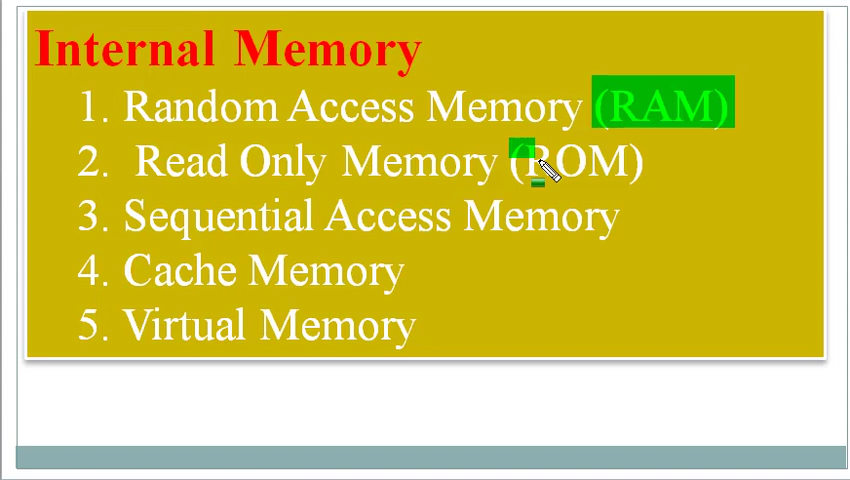 Internal Memory
1. Random Access Memory (RAM)
2. Read Only Memory (ROM)
3. Sequential Access Memory
4. Cache Memory
5. Virtual Memory